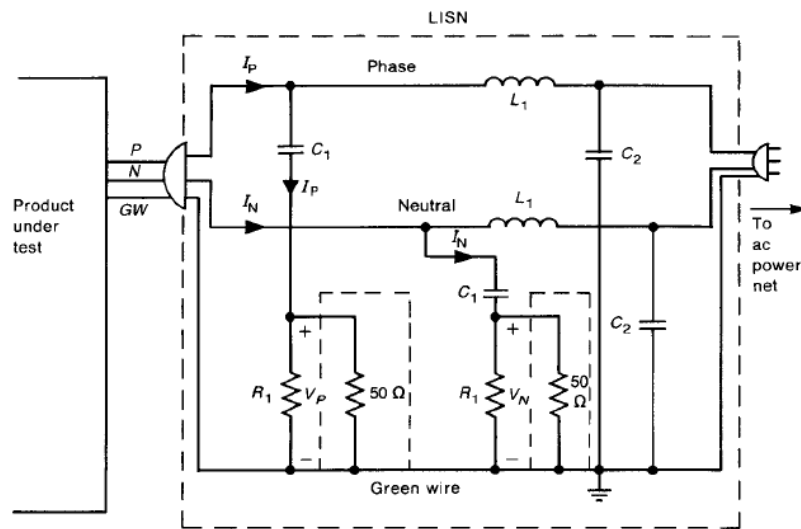 LISN
I_P
Phase
L_1
P
C_1
C_2
N
I_P
I_N
Neutral
L_1
GW
Product
under
test
I_N
To
ac
power
net
C_1
C_2
+
+
R_1
V_P
50 Ω
R_1
V_N
50
Ω
−
−
Green wire